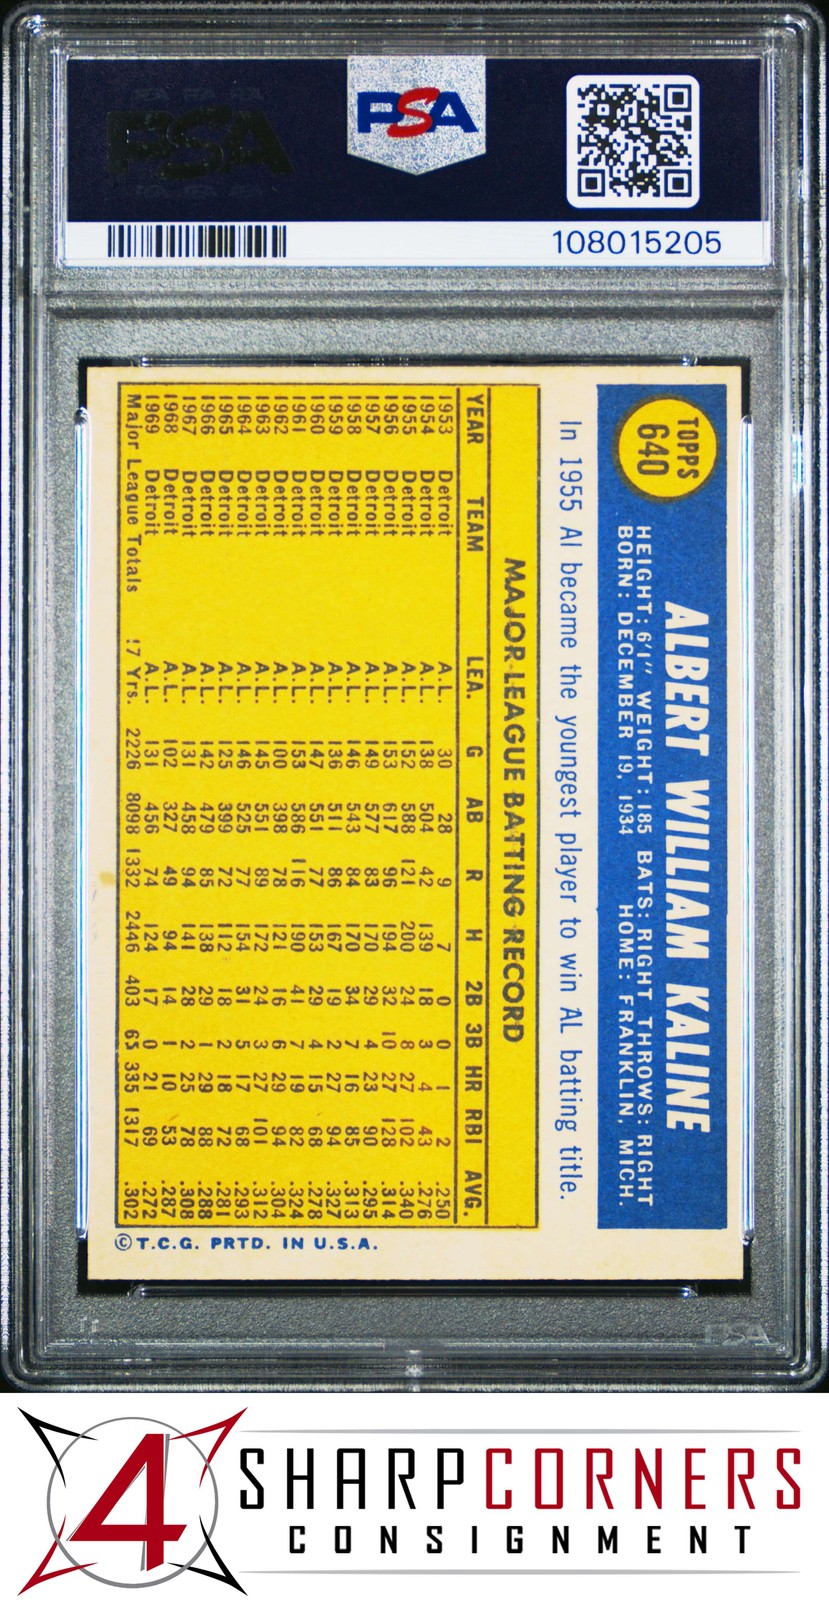 PSA
PSA
108015205
TOPPS
640
ALBERT WILLIAM KALINE
HEIGHT: 6'1" WEIGHT: 185 BATS: RIGHT THROWS: RIGHT
BORN: DECEMBER 19, 1934 HOME: FRANKLIN, MICH.
In 1955 Al became the youngest player to win AL batting title.
MAJOR LEAGUE BATTING RECORD
YEAR TEAM LEA. G AB R H 2B 3B HR RBI AVG.
1953 Detroit A.L. 30 28 9 7 0 0 1 2 .250
1954 Detroit A.L. 138 504 42 139 18 3 4 43 .276
1955 Detroit A.L. 152 588 121 200 24 8 27 102 .340
1956 Detroit A.L. 153 617 96 194 32 10 27 128 .314
1957 Detroit A.L. 149 577 83 170 29 4 23 90 .295
1958 Detroit A.L. 146 543 84 170 34 7 16 85 .313
1959 Detroit A.L. 136 511 86 167 19 2 27 94 .327
1960 Detroit A.L. 147 551 77 153 29 4 15 68 .278
1961 Detroit A.L. 153 586 116 190 41 7 19 82 .324
1962 Detroit A.L. 100 398 78 121 16 6 29 94 .304
1963 Detroit A.L. 145 551 89 172 24 3 27 101 .312
1964 Detroit A.L. 146 525 77 154 31 5 17 68 .293
1965 Detroit A.L. 125 399 72 112 18 2 18 72 .281
1966 Detroit A.L. 142 479 85 138 29 1 29 88 .288
1967 Detroit A.L. 131 458 94 141 28 2 25 78 .308
1968 Detroit A.L. 102 327 49 94 14 1 10 53 .287
1969 Detroit A.L. 131 456 74 124 17 0 21 69 .272
Major League Totals 17 Yrs. 2226 8098 1332 2446 403 65 335 1317 .302
© T.C.G. PRTD. IN U.S.A.
PSA
4 SHARPCORNERS
CONSIGNMENT